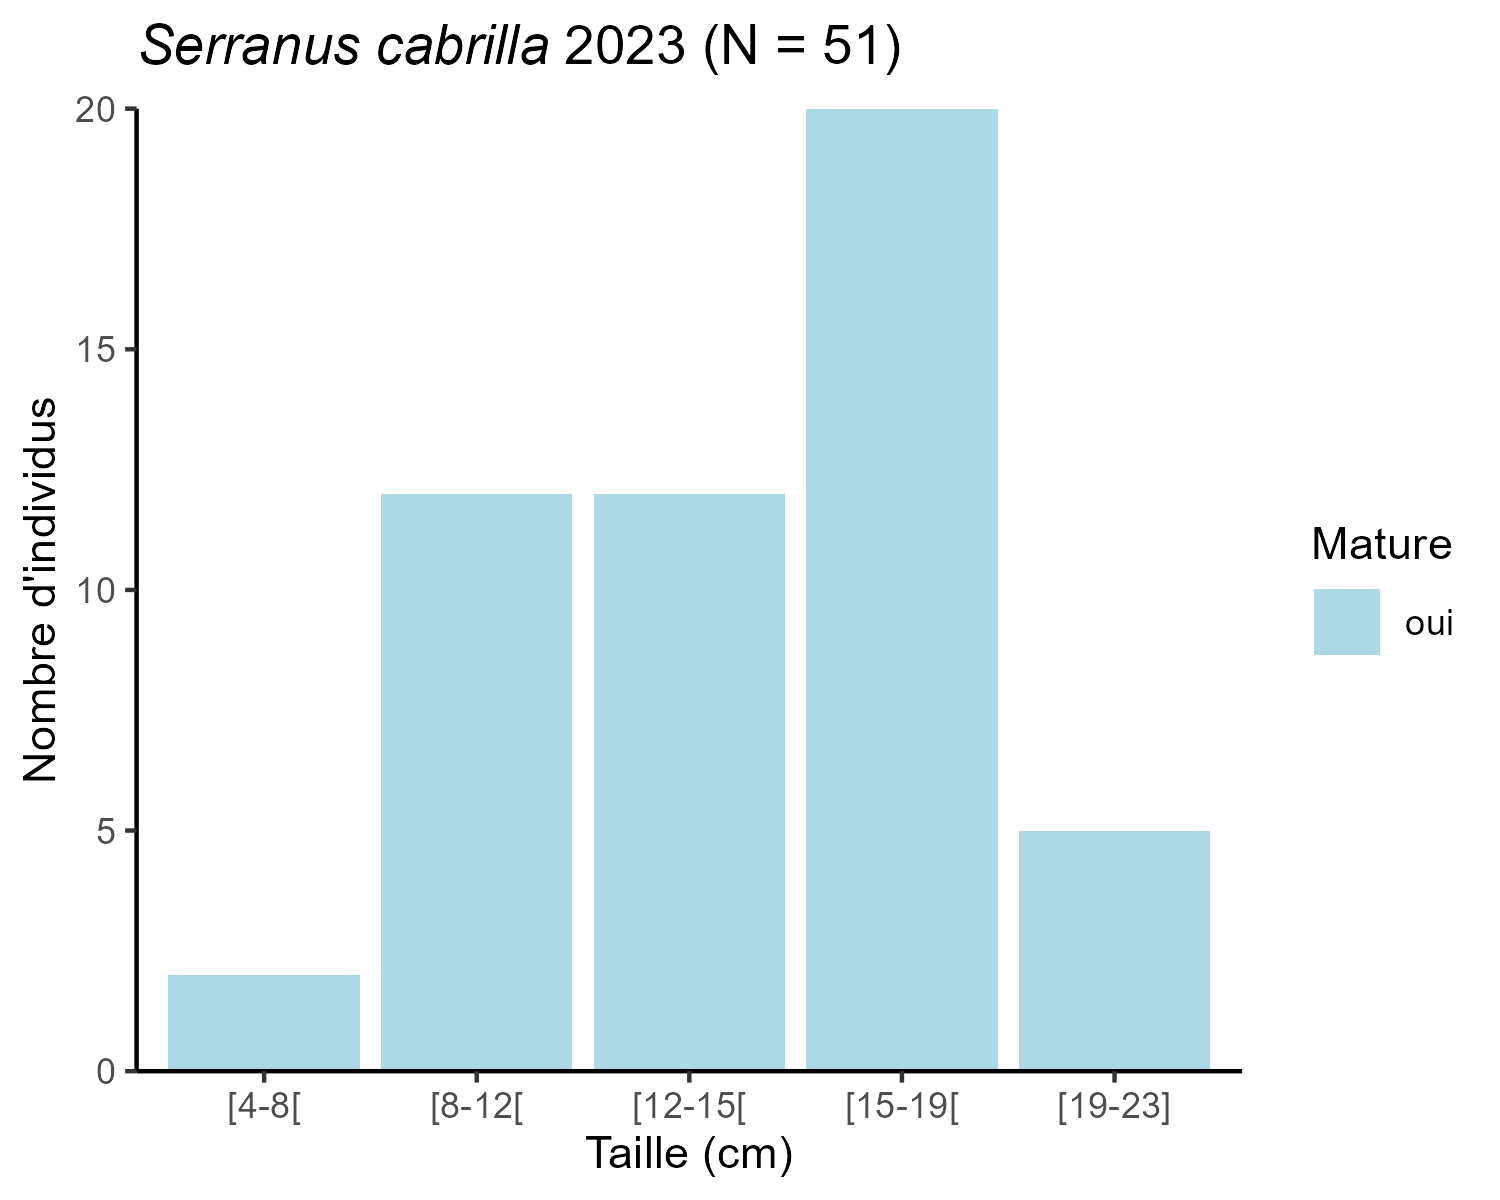 Serranus cabrilla 2023 (N = 51)
20
15
10
5
0
Nombre d'individus
[4-8[ [8-12[ [12-15[ [15-19[ [19-23]
Taille (cm)
Mature
oui